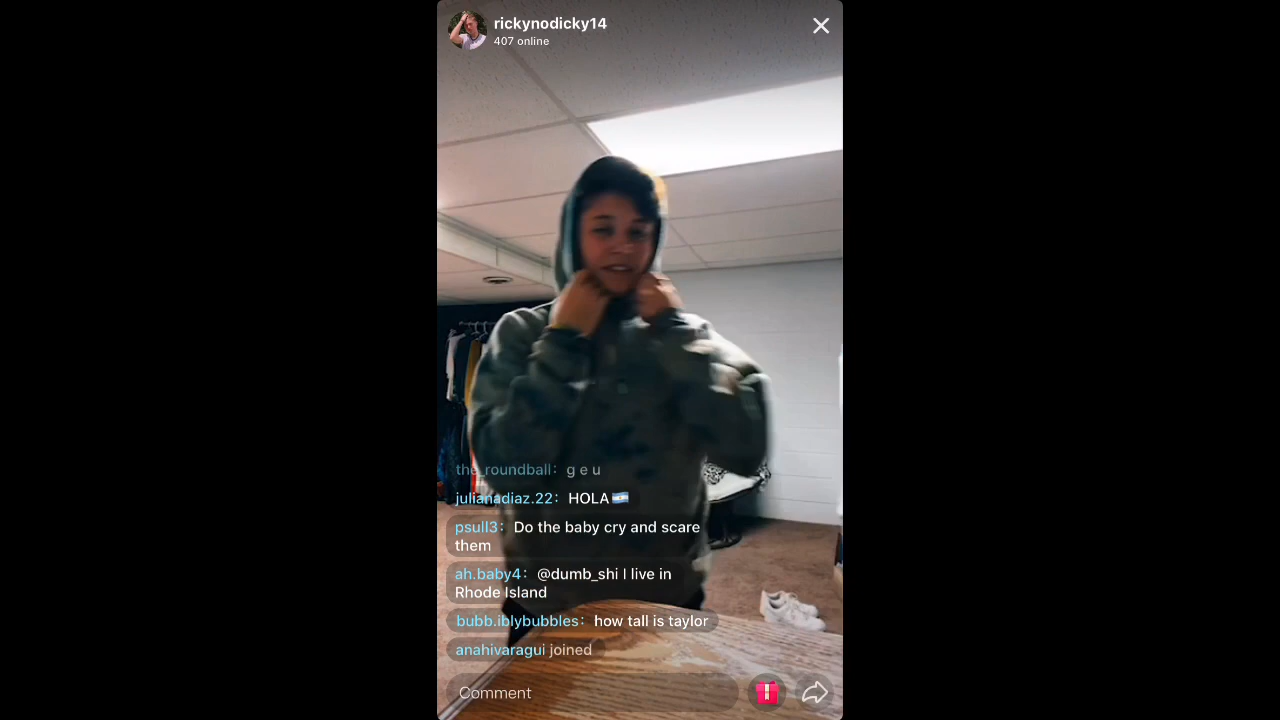 rickynodicky14
407 online
the_roundball: g e u
julianadiaz.22: HOLA🇦🇷
psull3: Do the baby cry and scare
them
ah.baby4: @dumb_shi I live in
Rhode Island
bubb.iblybubbles: how tall is taylor
anahivaragui joined
Comment